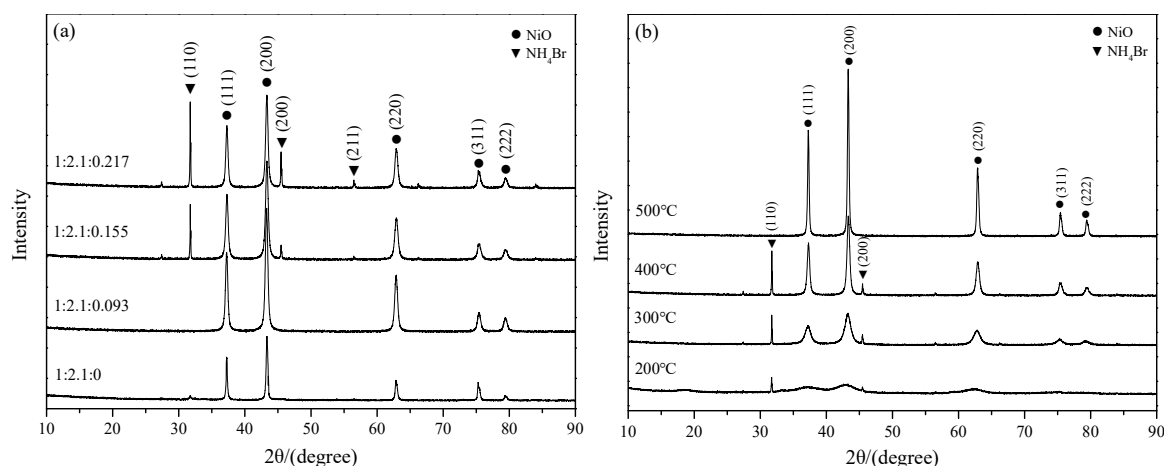 (a)
● NiO
▼ NH₄Br
▼ (110)
● (111)
● (200)
▼ (200)
▼ (211)
● (220)
● (311)
● (222)
1:2.1:0.217
1:2.1:0.155
1:2.1:0.093
1:2.1:0
Intensity
10 20 30 40 50 60 70 80 90
2θ/(degree)
(b)
● NiO
▼ NH₄Br
(110)
(111)
(200)
(200)
(220)
(311)
(222)
500℃
400℃
300℃
200℃
Intensity
10 20 30 40 50 60 70 80 90
2θ/(degree)